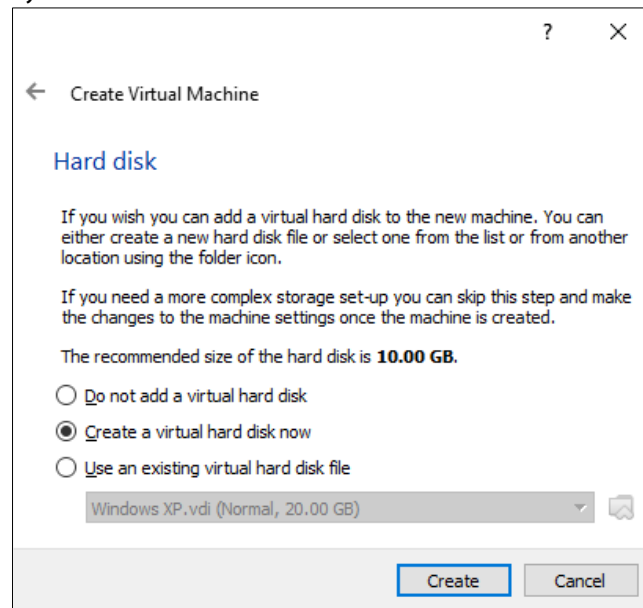 ?
Create Virtual Machine
Hard disk
If you wish you can add a virtual hard disk to the new machine. You can
either create a new hard disk file or select one from the list or from another
location using the folder icon.
If you need a more complex storage set-up you can skip this step and make
the changes to the machine settings once the machine is created.
The recommended size of the hard disk is 10.00 GB.
Do not add a virtual hard disk
Create a virtual hard disk now
Use an existing virtual hard disk file
Windows XP.vdi (Normal, 20.00 GB)
Create Cancel